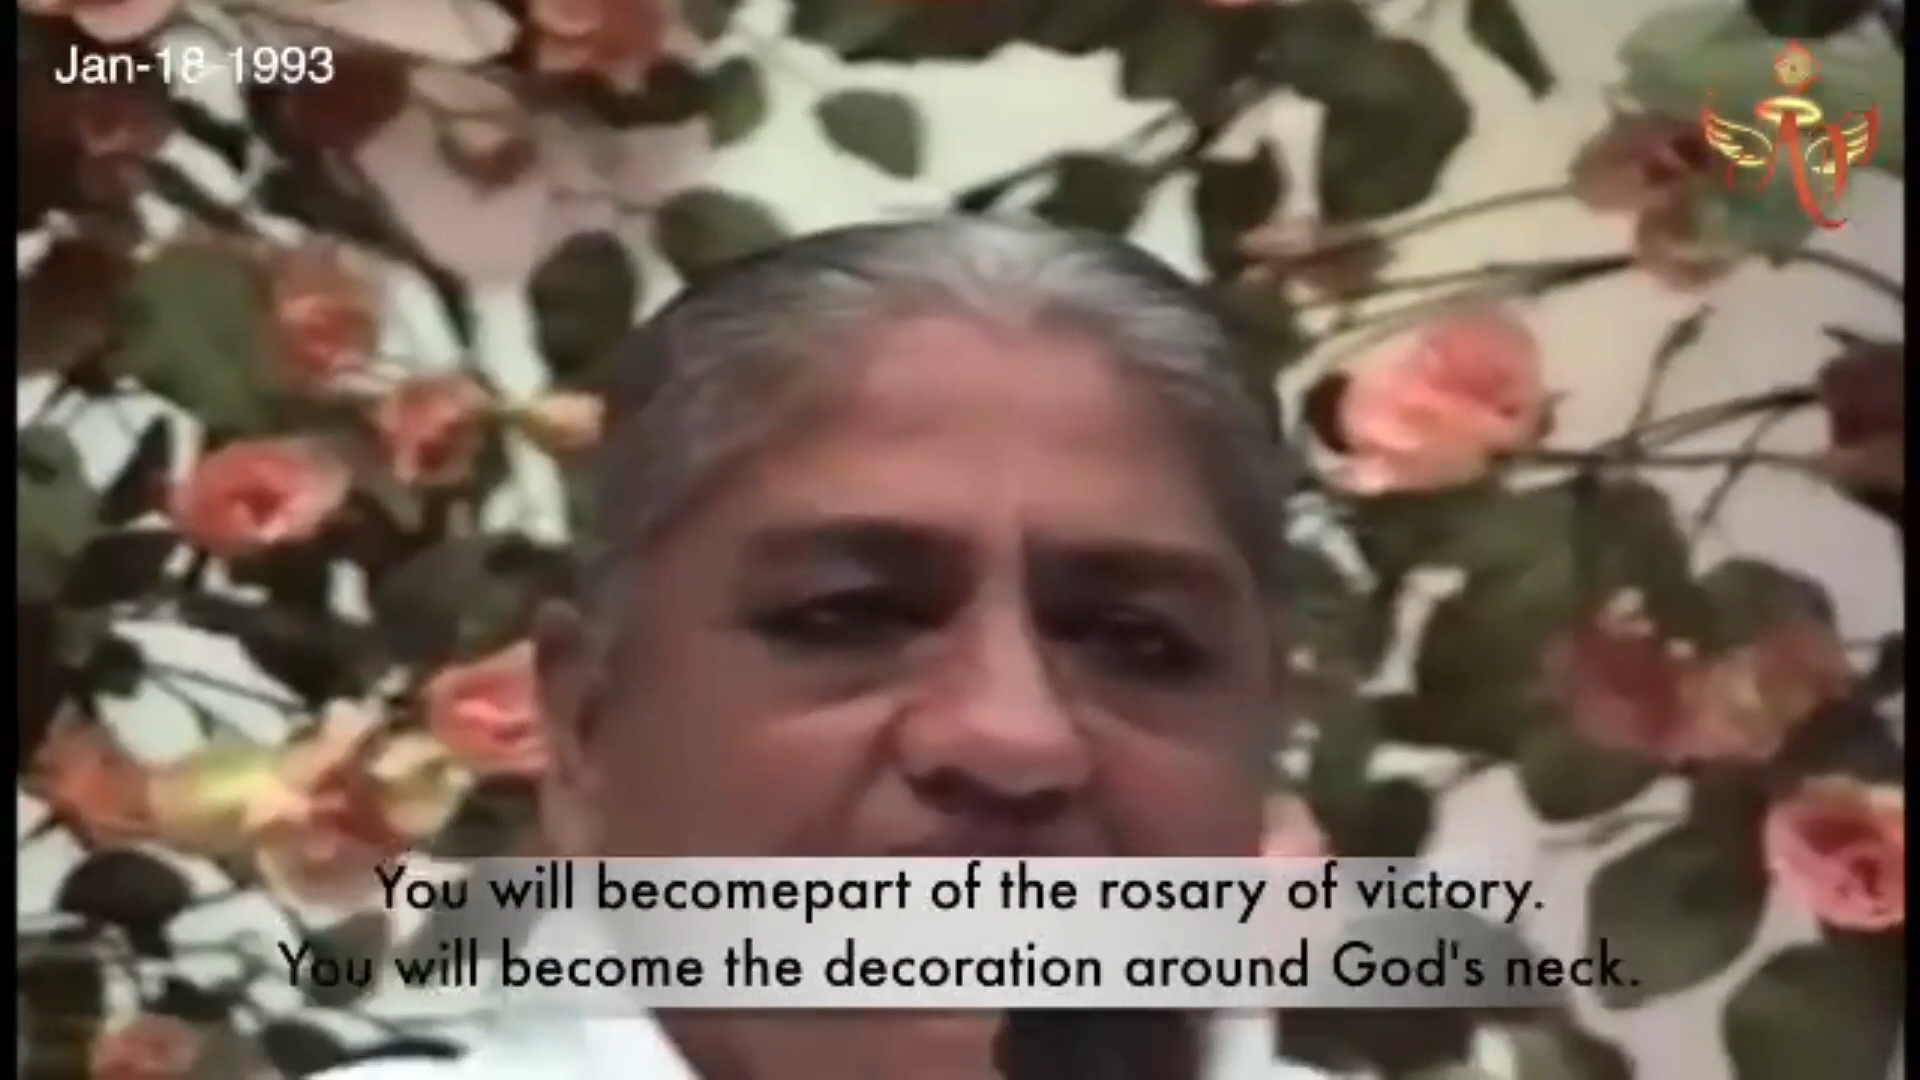 Jan-18-1993
You will becomepart of the rosary of victory.
You will become the decoration around God's neck.